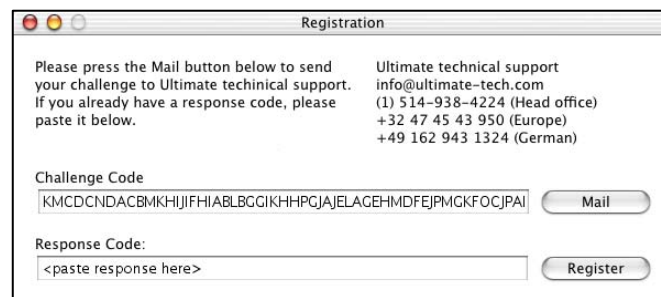 Registration
Please press the Mail button below to send
your challenge to Ultimate techinical support.
If you already have a response code, please
paste it below.
Ultimate technical support
info@ultimate-tech.com
(1) 514-938-4224 (Head office)
+32 47 45 43 950 (Europe)
+49 162 943 1324 (German)
Challenge Code
KMCDCNDACBMKHIJIFHIABLBGGIKHHPGJAJELAGEHMDFEJPMGKFOCJPAI
Mail
Response Code:
<paste response here>
Register